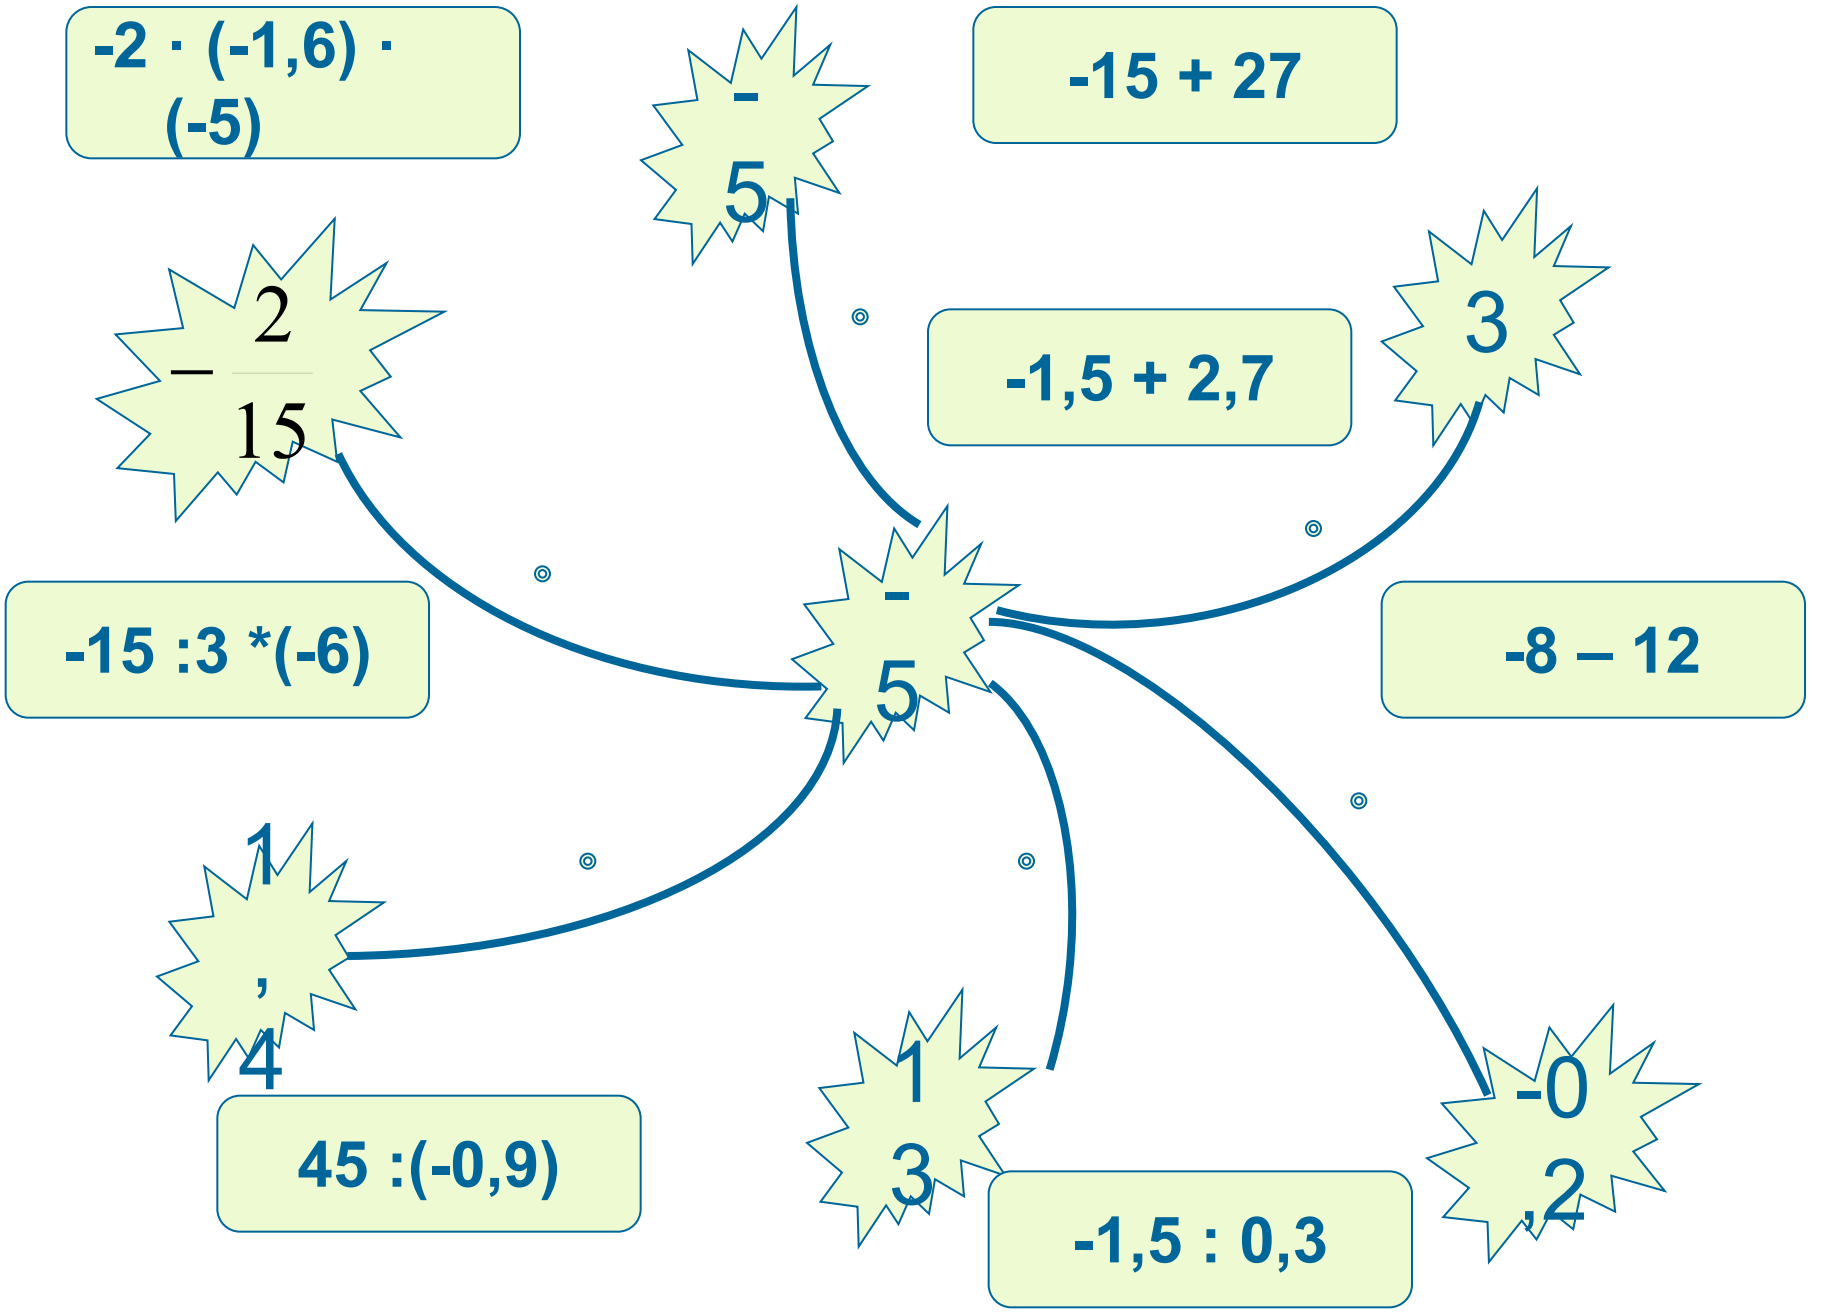 -2 · (-1,6) ·
(-5)
-
5
-15 + 27
3
− 2
15
-1,5 + 2,7
-
5
-15 :3 *(-6)
-8 – 12
1
,
4
1
3
-0
,2
45 :(-0,9)
-1,5 : 0,3